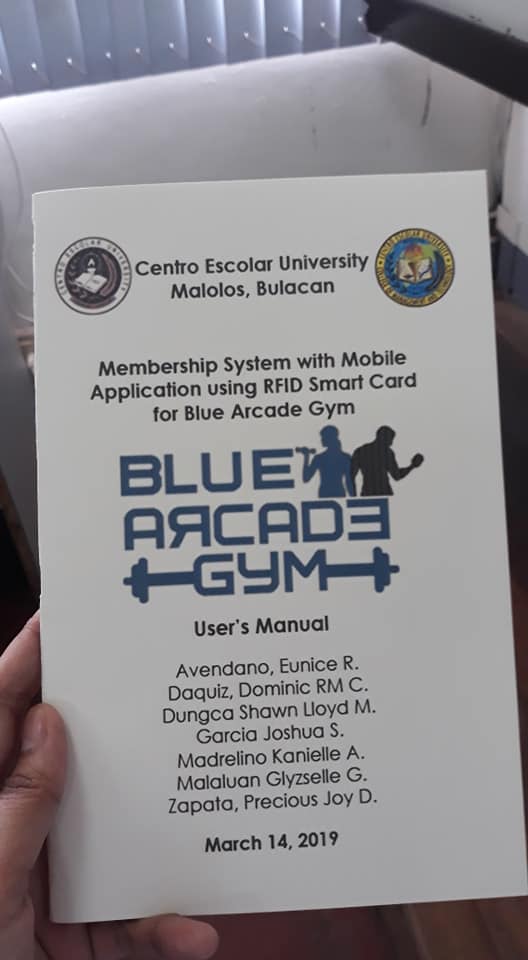 Centro Escolar University
Malolos, Bulacan
Membership System with Mobile
Application using RFID Smart Card
for Blue Arcade Gym
BLUE
ARCADE
GYM
User's Manual
Avendano, Eunice R.
Daquiz, Dominic RM C.
Dungca Shawn Lloyd M.
Garcia Joshua S.
Madrelino Kanielle A.
Malaluan Glyzselle G.
Zapata, Precious Joy D.
March 14, 2019